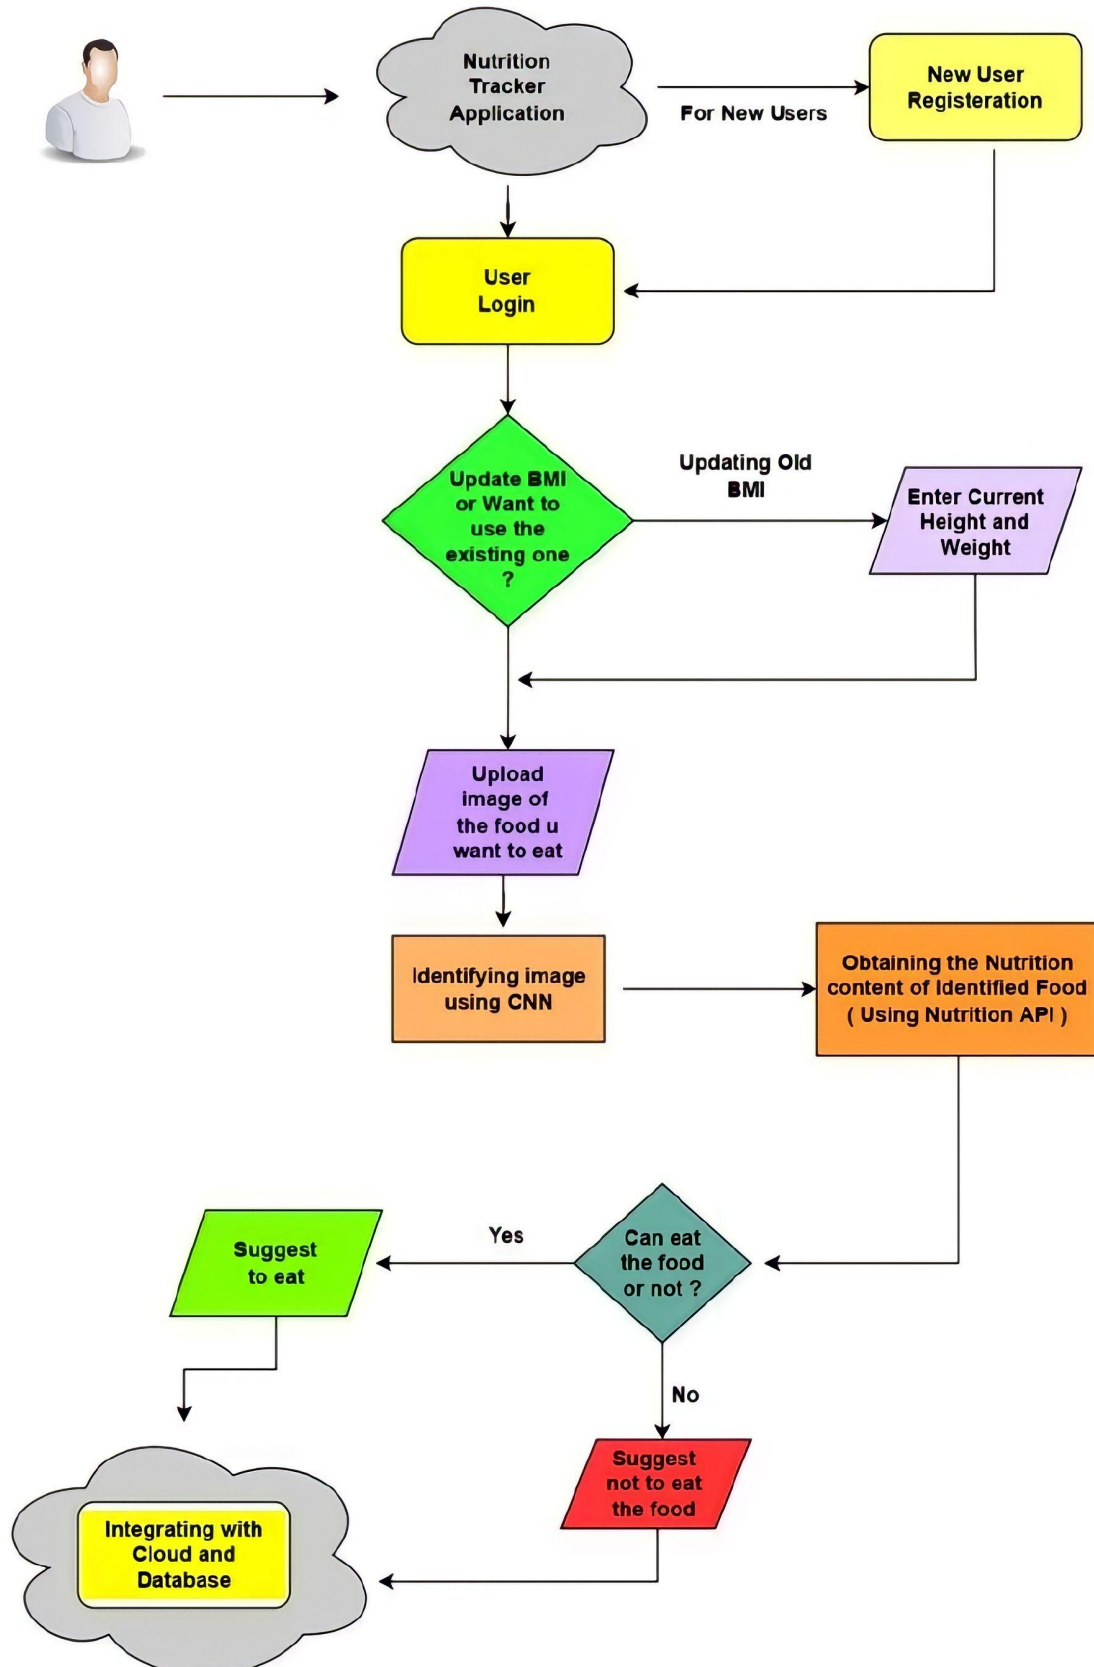 Nutrition
Tracker
Application
For New Users
New User
Registeration
User
Login
Update BMI
or Want to
use the
existing one
?
Updating Old
BMI
Enter Current
Height and
Weight
Upload
image of
the food u
want to eat
Identifying image
using CNN
Obtaining the Nutrition
content of Identified Food
( Using Nutrition API )
Can eat
the food
or not ?
Yes
Suggest
to eat
No
Suggest
not to eat
the food
Integrating with
Cloud and
Database